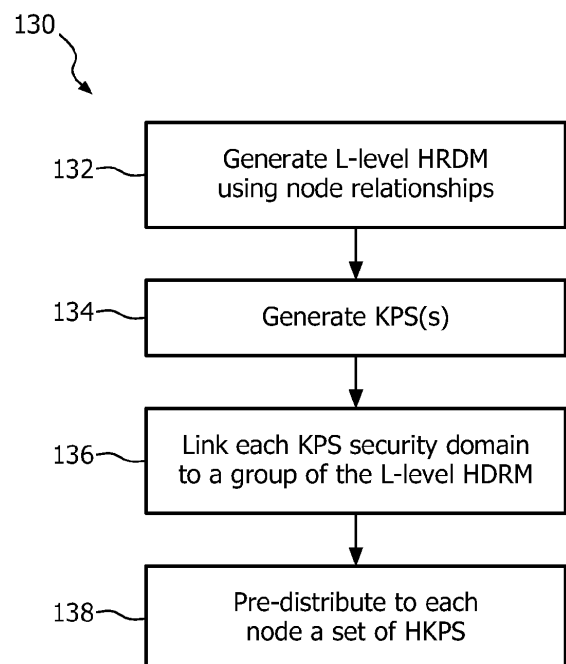 130
132
Generate L-level HRDM
using node relationships
134
Generate KPS(s)
136
Link each KPS security domain
to a group of the L-level HDRM
138
Pre-distribute to each
node a set of HKPS